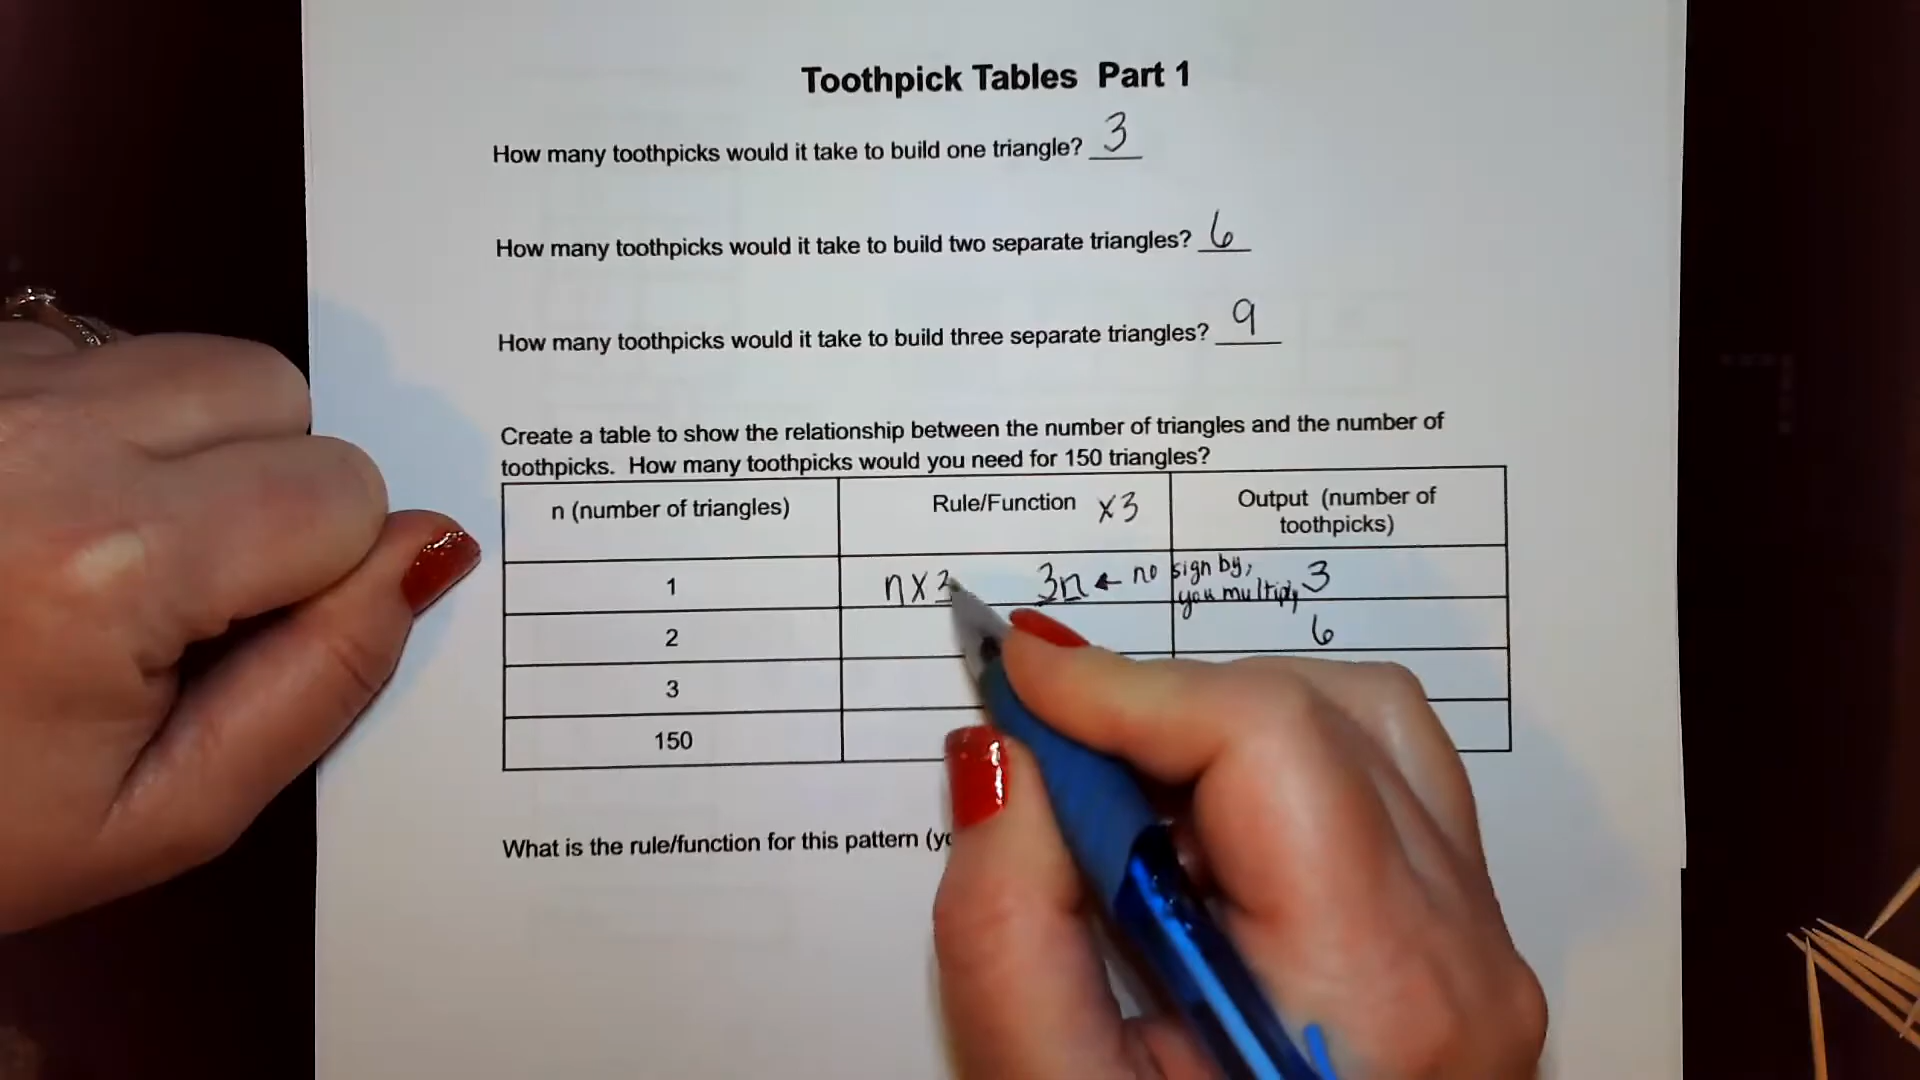 Toothpick Tables Part 1
How many toothpicks would it take to build one triangle? 3
How many toothpicks would it take to build two separate triangles? 6
How many toothpicks would it take to build three separate triangles? 9
Create a table to show the relationship between the number of triangles and the number of
toothpicks. How many toothpicks would you need for 150 triangles?
n (number of triangles)
Rule/Function ×3
Output (number of
toothpicks)
1
n×3 3n ← no sign by,
you multiply
3
2
6
3
150
What is the rule/function for this pattern